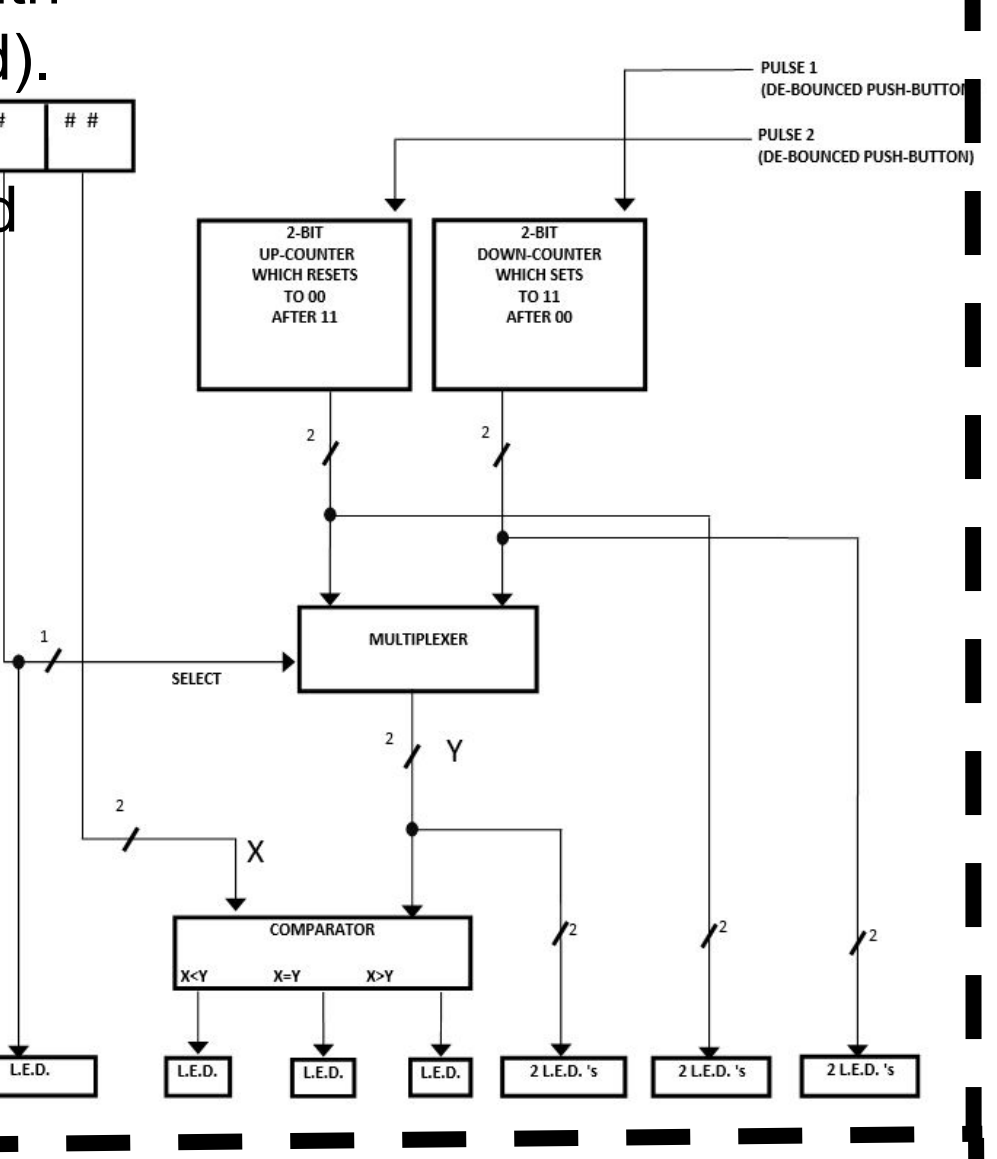 d).
# #
PULSE 1
(DE-BOUNCED PUSH-BUTTON
PULSE 2
(DE-BOUNCED PUSH-BUTTON)
d
2-BIT
UP-COUNTER
WHICH RESETS
TO 00
AFTER 11
2-BIT
DOWN-COUNTER
WHICH SETS
TO 11
AFTER 00
2
2
MULTIPLEXER
1
SELECT
2
Y
2
X
COMPARATOR
X<Y X=Y X>Y
2
2
2
L.E.D.
L.E.D.
L.E.D.
L.E.D.
2 L.E.D. 's
2 L.E.D. 's
2 L.E.D. 's